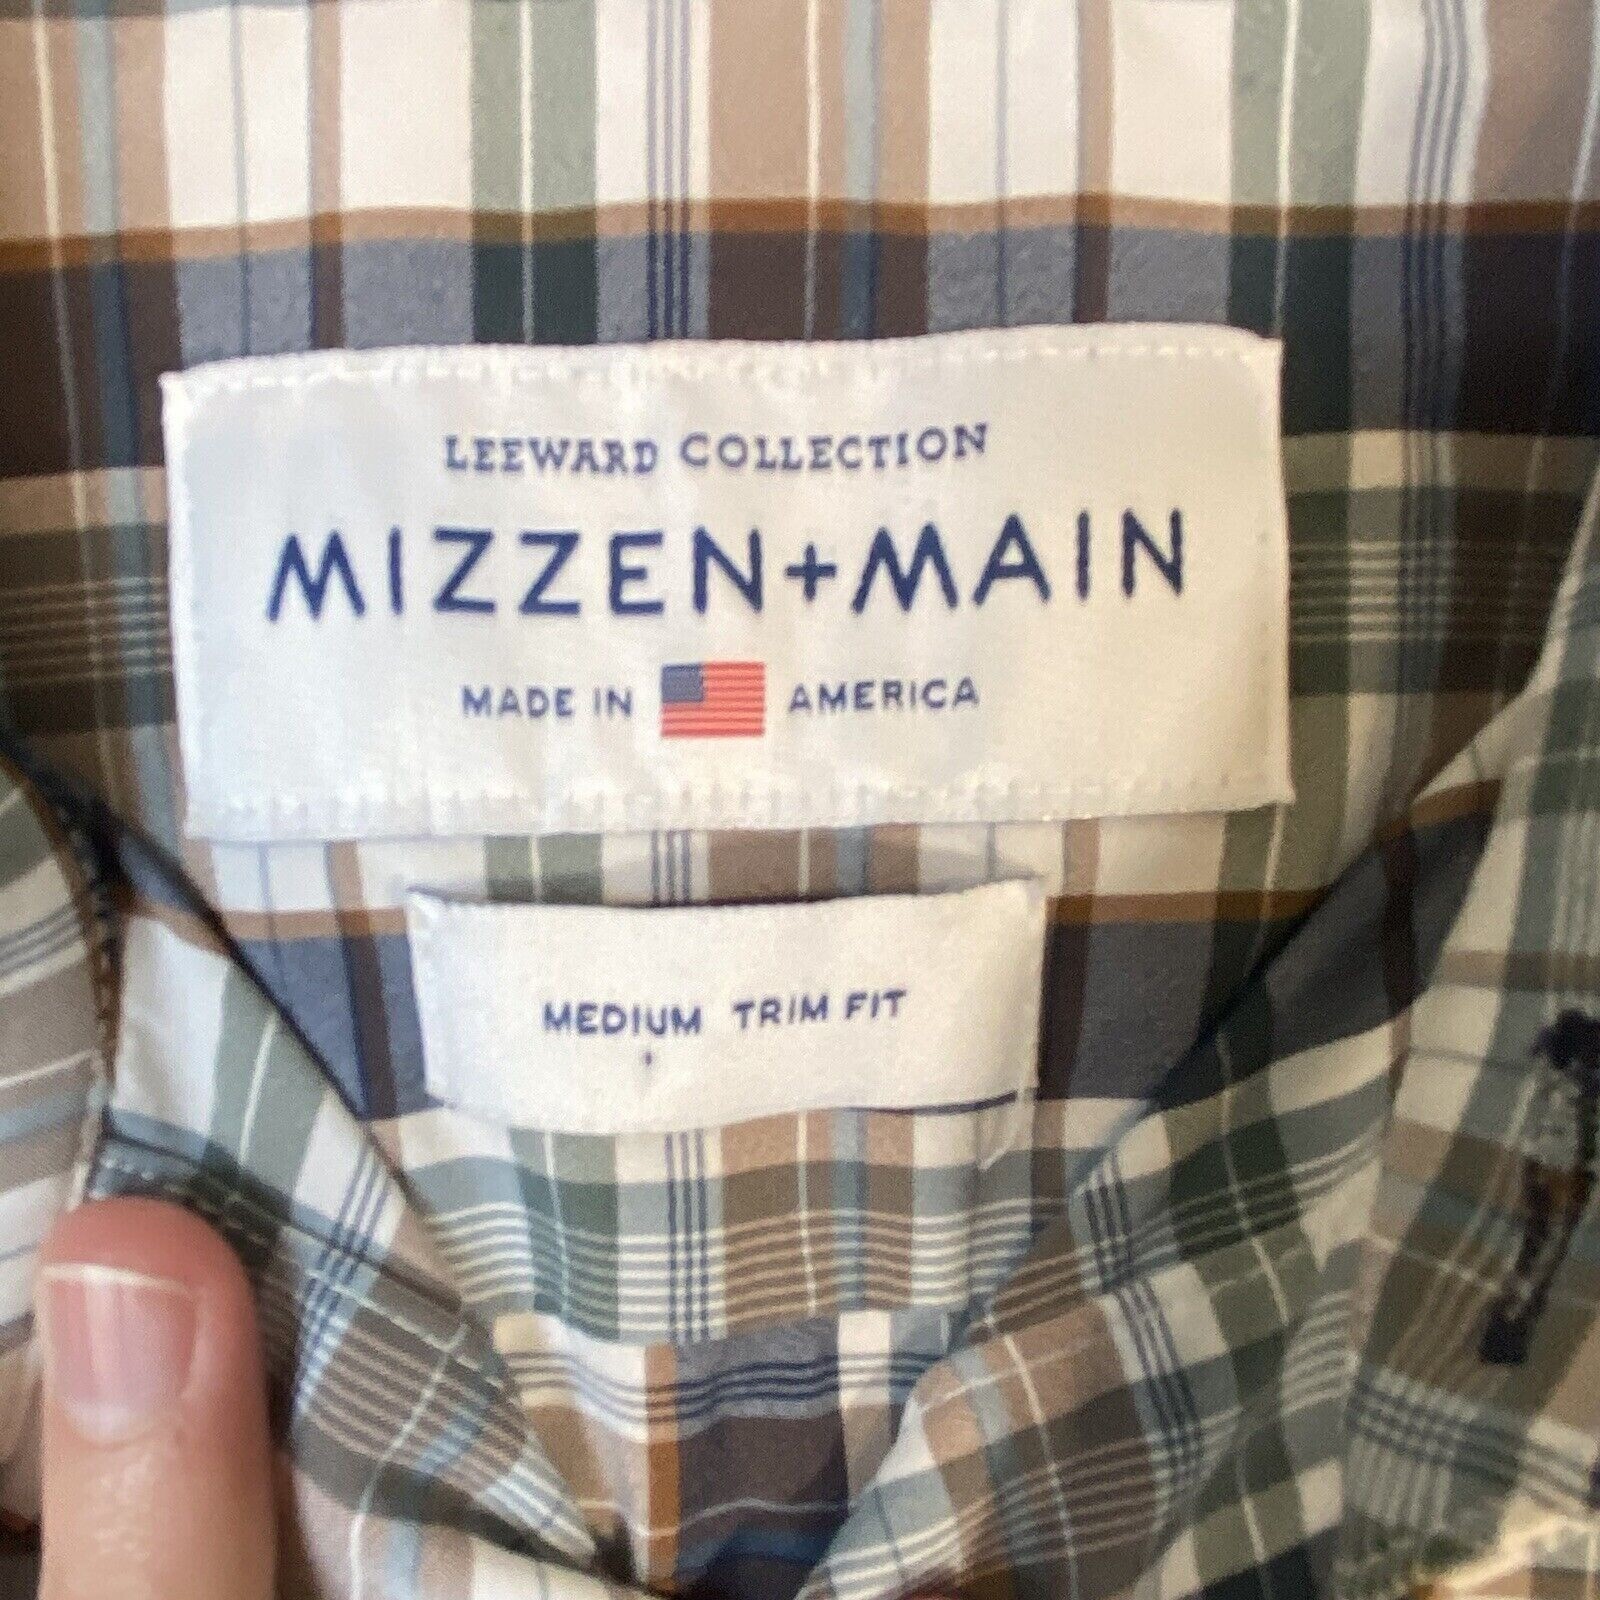 LEEWARD COLLECTION
MIZZEN+MAIN
MADE IN AMERICA
MEDIUM TRIM FIT